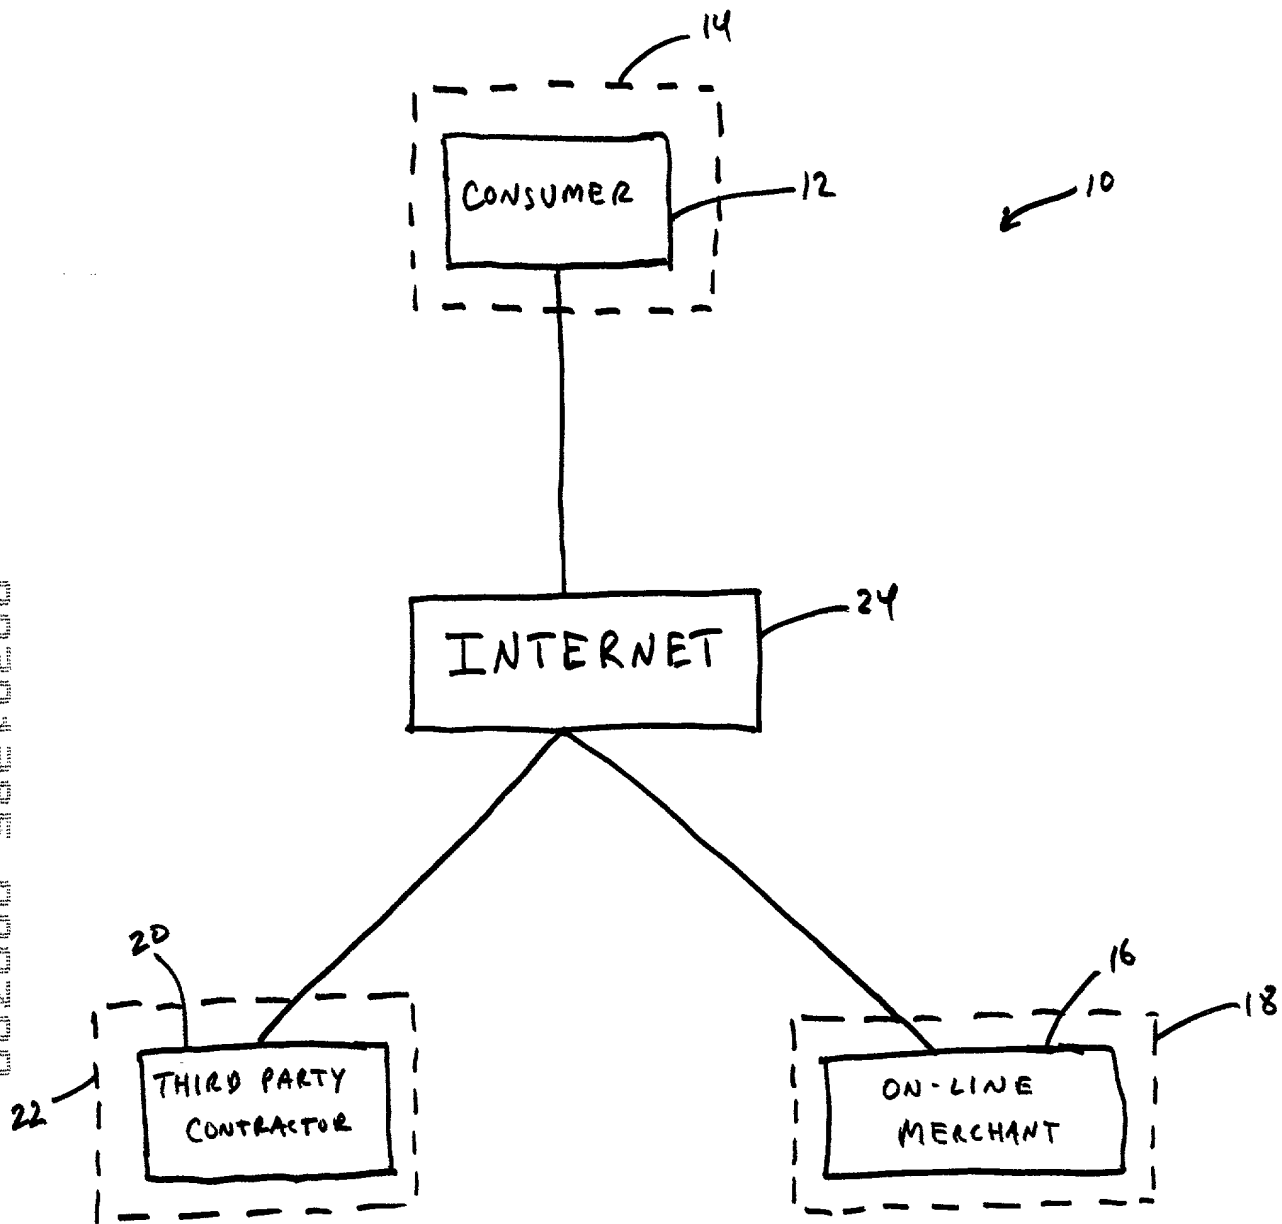 14
CONSUMER
12
10
INTERNET
24
20
16
18
THIRD PARTY
CONTRACTOR
22
ON-LINE
MERCHANT